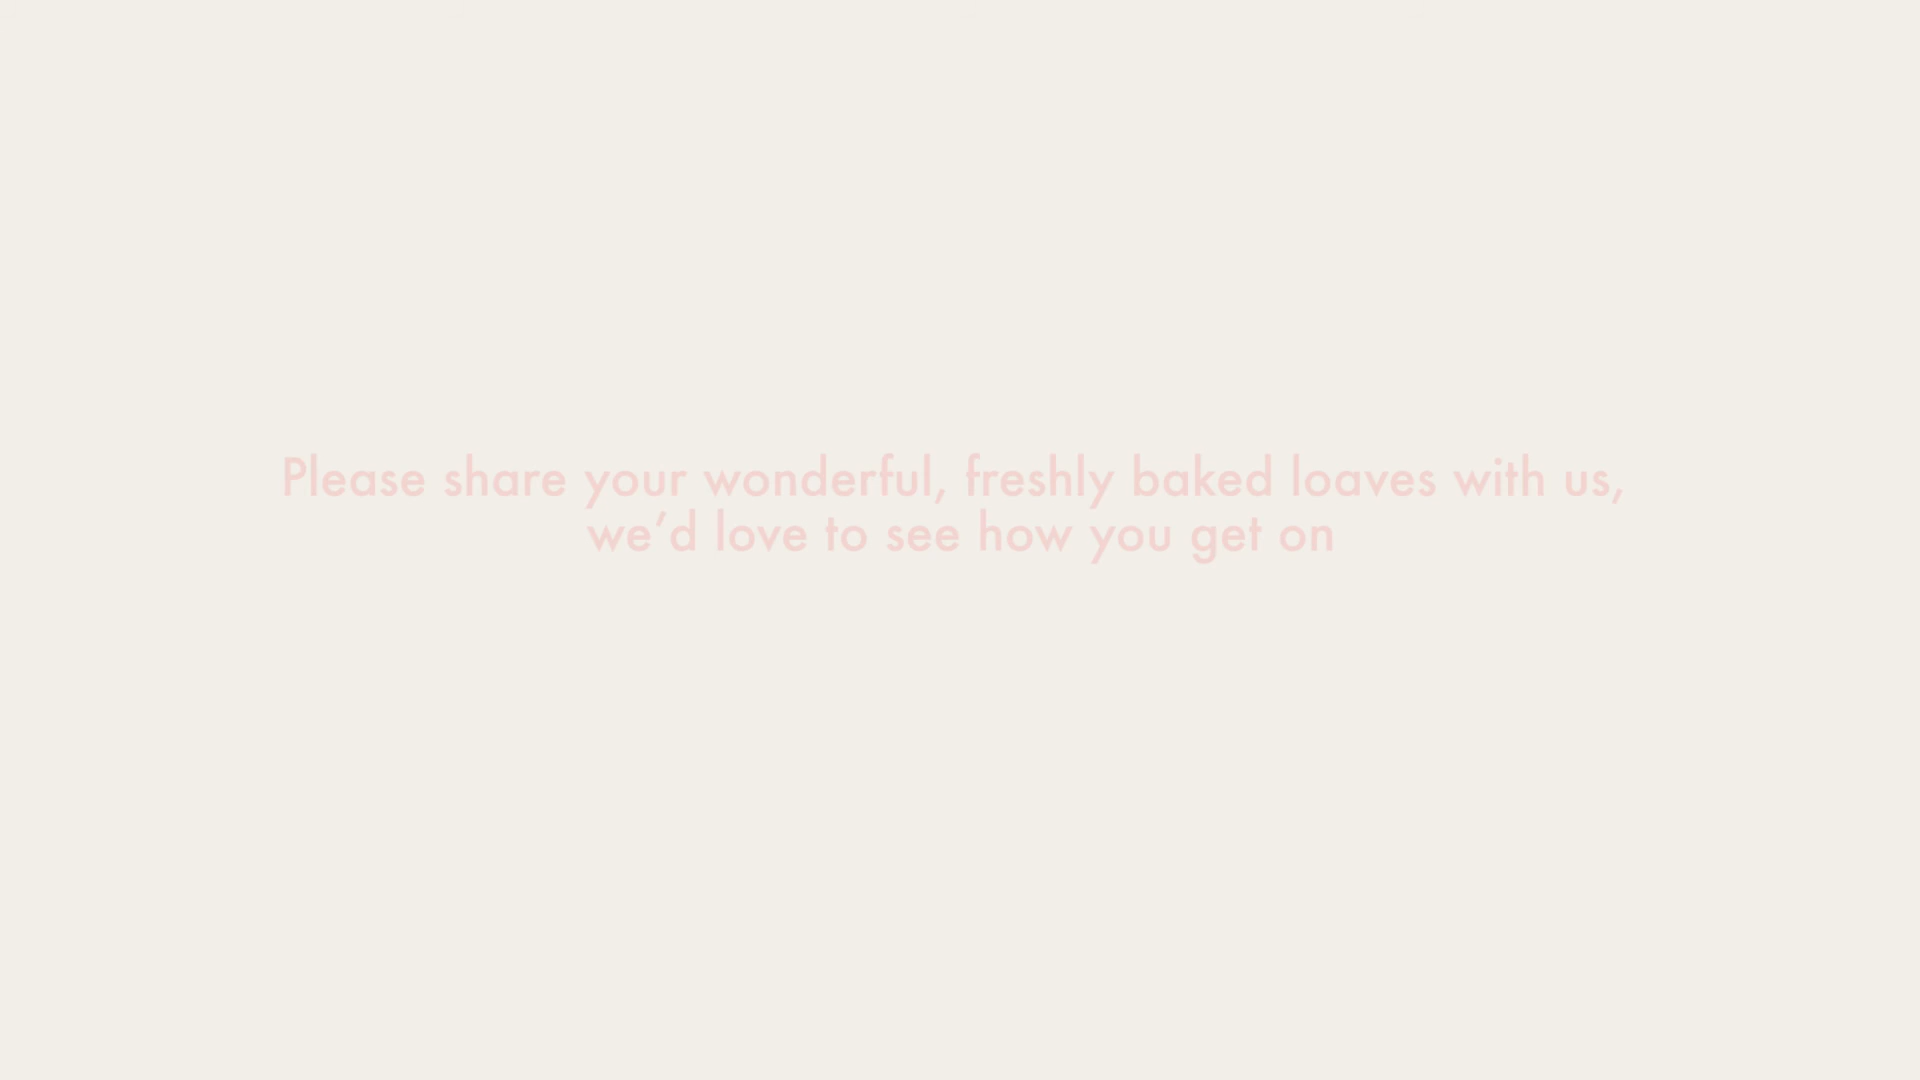 Please share your wonderful, freshly baked loaves with us,
we’d love to see how you get on